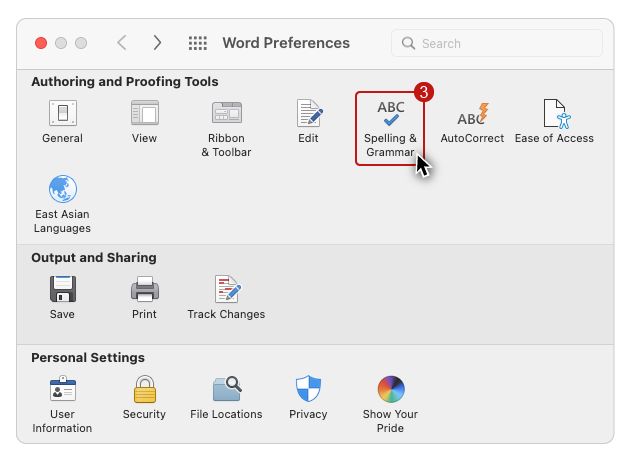 Word Preferences
Search
Authoring and Proofing Tools
3
ABC
ABC
General
View
Ribbon
& Toolbar
Edit
Spelling &
Grammar
AutoCorrect
Ease of Access
East Asian
Languages
Output and Sharing
Save
Print
Track Changes
Personal Settings
User
Information
Security
File Locations
Privacy
Show Your
Pride